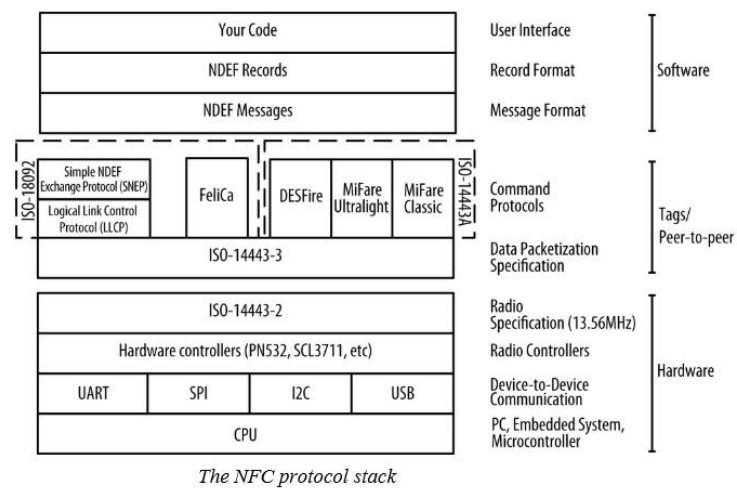 Your Code
User Interface
NDEF Records
Record Format
Software
NDEF Messages
Message Format
ISO-18092
Simple NDEF
Exchange Protocol (SNEP)
Logical Link Control
Protocol (LLCP)
FeliCa
DESFire
MiFare
Ultralight
MiFare
Classic
ISO-14443A
Command
Protocols
Tags/
Peer-to-peer
ISO-14443-3
Data Packetization
Specification
ISO-14443-2
Radio
Specification (13.56MHz)
Hardware controllers (PN532, SCL3711, etc)
Radio Controllers
Hardware
UART
SPI
I2C
USB
Device-to-Device
Communication
CPU
PC, Embedded System,
Microcontroller
The NFC protocol stack